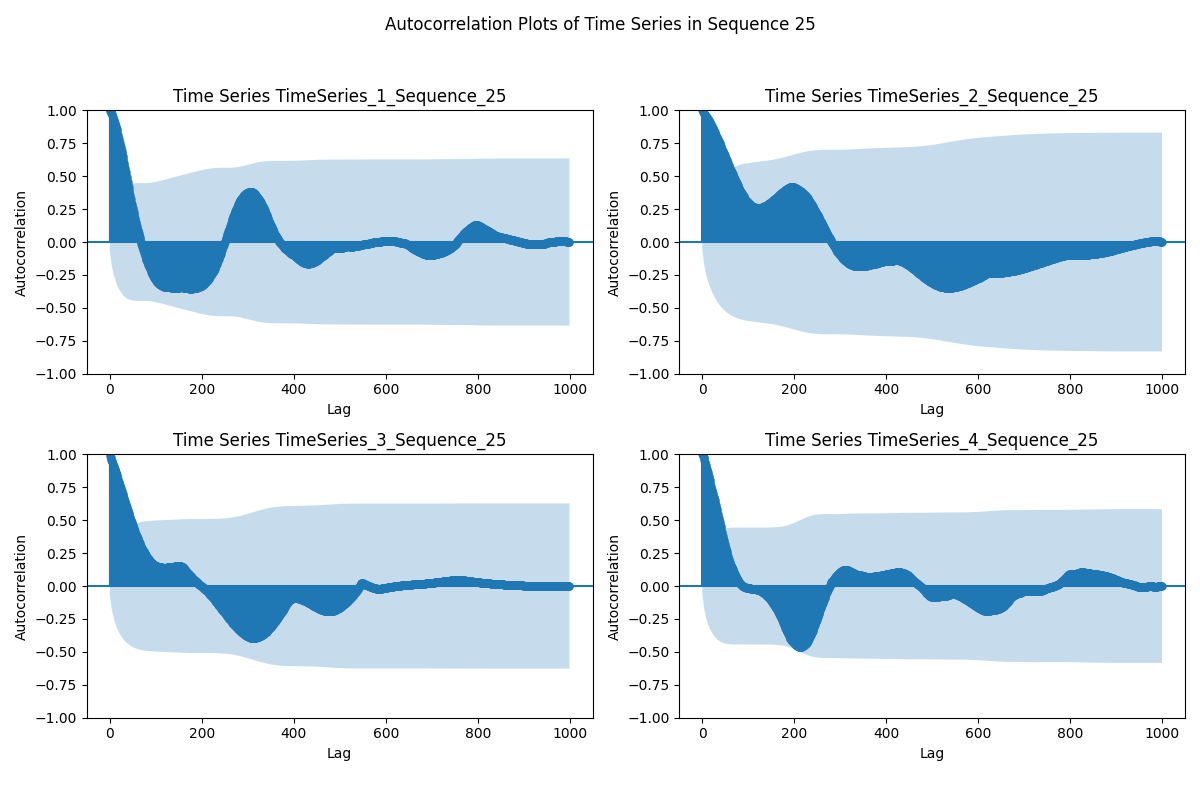 Autocorrelation Plots of Time Series in Sequence 25
Time Series TimeSeries_1_Sequence_25
1.00
0.75
0.50
0.25
0.00
−0.25
−0.50
−0.75
−1.00
Autocorrelation
0 200 400 600 800 1000
Lag
Time Series TimeSeries_2_Sequence_25
1.00
0.75
0.50
0.25
0.00
−0.25
−0.50
−0.75
−1.00
Autocorrelation
0 200 400 600 800 1000
Lag
Time Series TimeSeries_3_Sequence_25
1.00
0.75
0.50
0.25
0.00
−0.25
−0.50
−0.75
−1.00
Autocorrelation
0 200 400 600 800 1000
Lag
Time Series TimeSeries_4_Sequence_25
1.00
0.75
0.50
0.25
0.00
−0.25
−0.50
−0.75
−1.00
Autocorrelation
0 200 400 600 800 1000
Lag